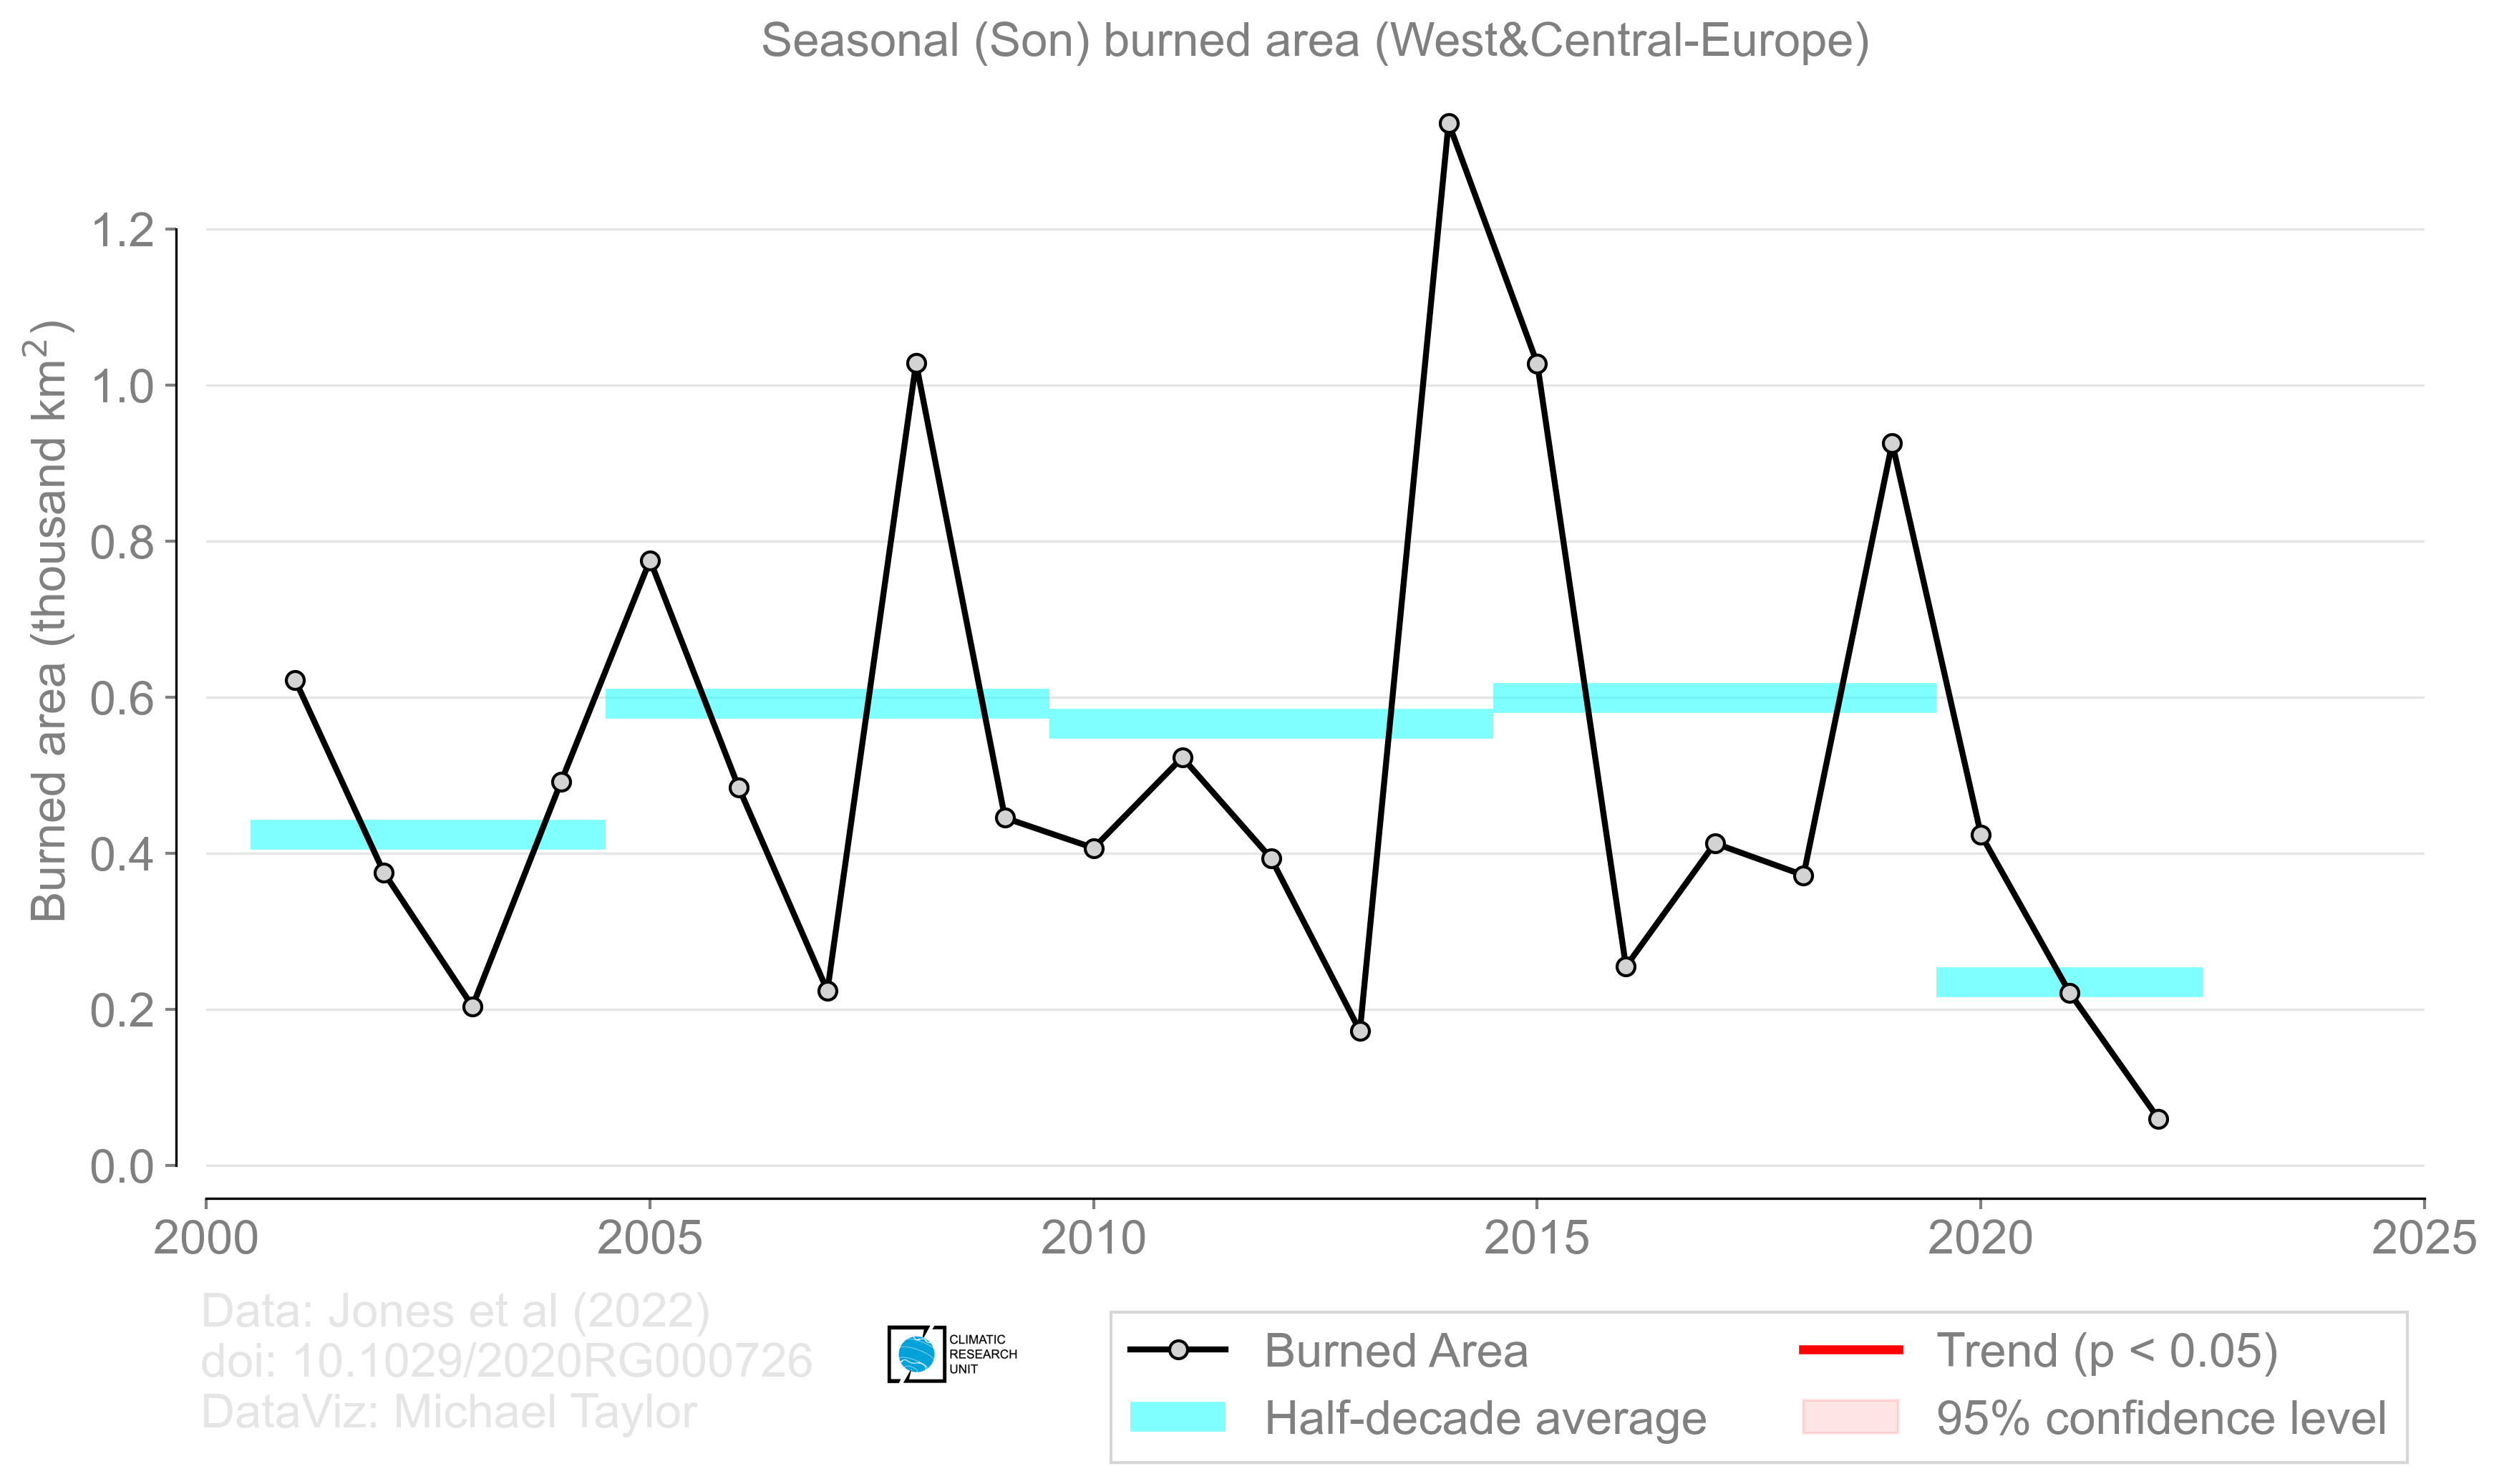 Seasonal (Son) burned area (West&Central-Europe)
Burned area (thousand km²)
1.2
1.0
0.8
0.6
0.4
0.2
0.0
2000 2005 2010 2015 2020 2025
Data: Jones et al (2022)
doi: 10.1029/2020RG000726
DataViz: Michael Taylor
CLIMATIC
RESEARCH
UNIT
Burned Area
Half-decade average
Trend (p < 0.05)
95% confidence level